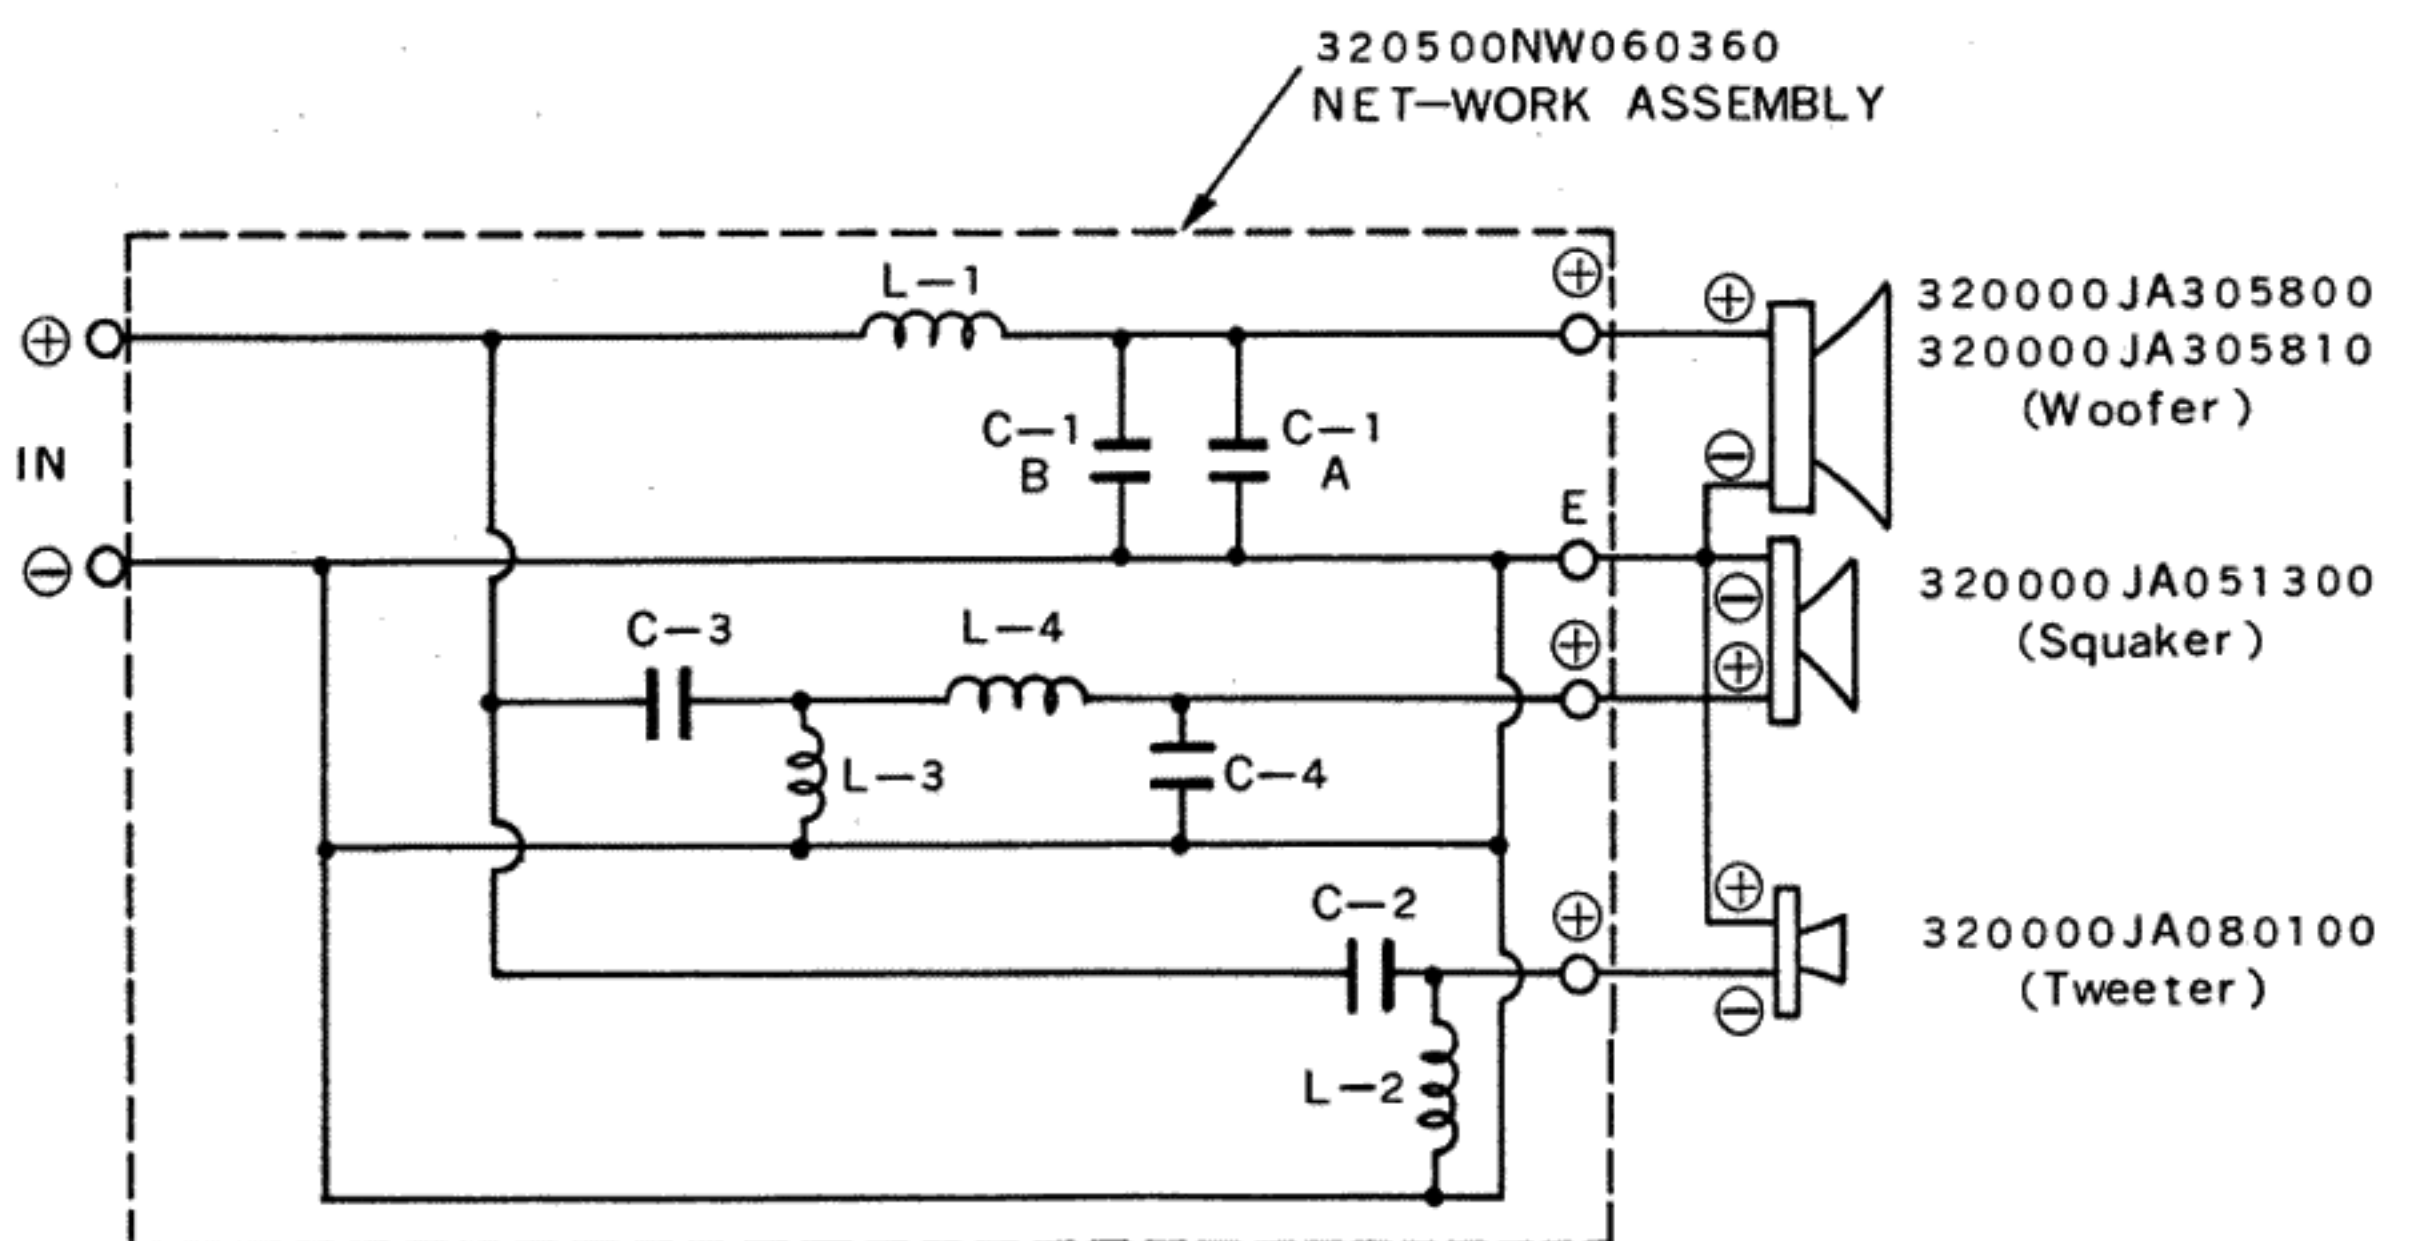 320500NW060360
NET-WORK ASSEMBLY
L-1
⊕
⊕
320000JA305800
320000JA305810
(Woofer)
⊕
C-1
B
C-1
A
⊖
IN
E
⊖
⊖
320000JA051300
(Squaker)
C-3
L-4
⊕
⊕
L-3
C-4
C-2
⊕
⊕
320000JA080100
(Tweeter)
⊖
L-2